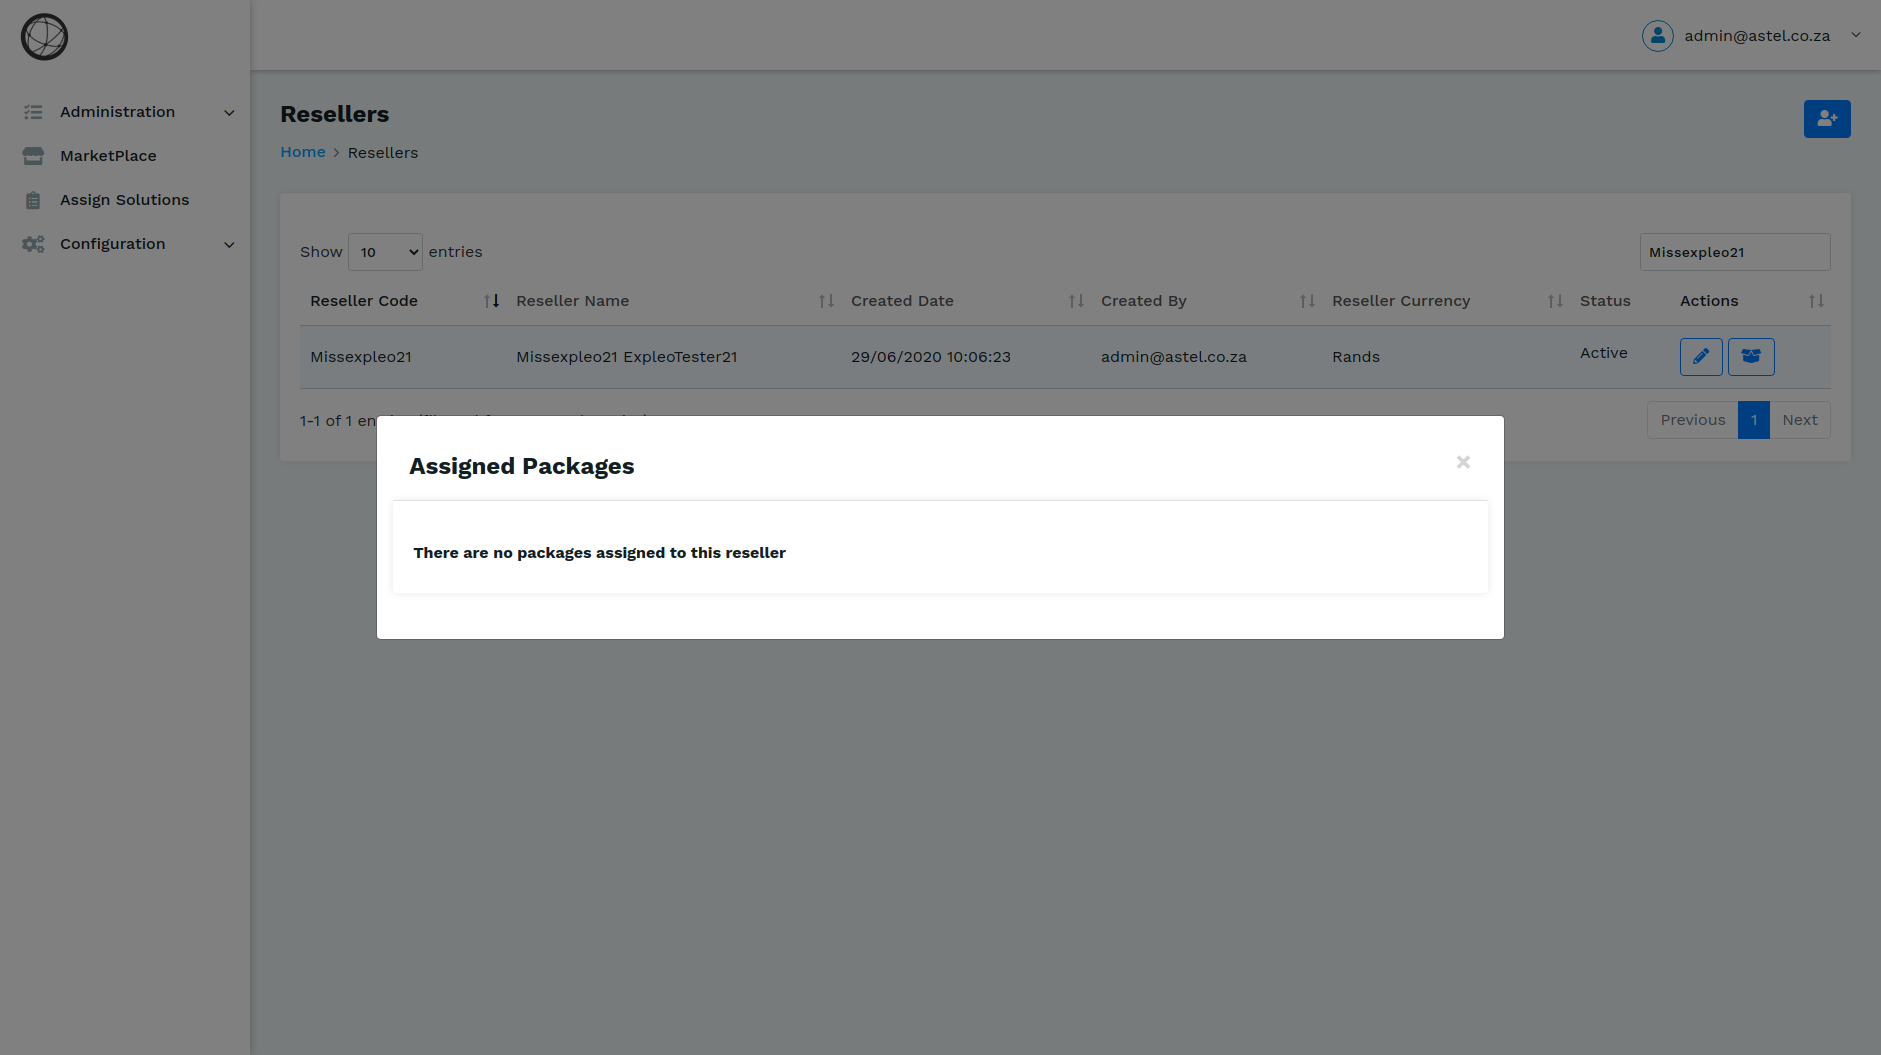 admin@astel.co.za
Administration
MarketPlace
Assign Solutions
Configuration
Resellers
Home > Resellers
Show 10 entries
Missexpleo21
Reseller Code Reseller Name Created Date Created By Reseller Currency Status Actions
Missexpleo21 Missexpleo21 ExpleoTester21 29/06/2020 10:06:23 admin@astel.co.za Rands Active
1-1 of 1
Previous 1 Next
Assigned Packages
×
There are no packages assigned to this reseller